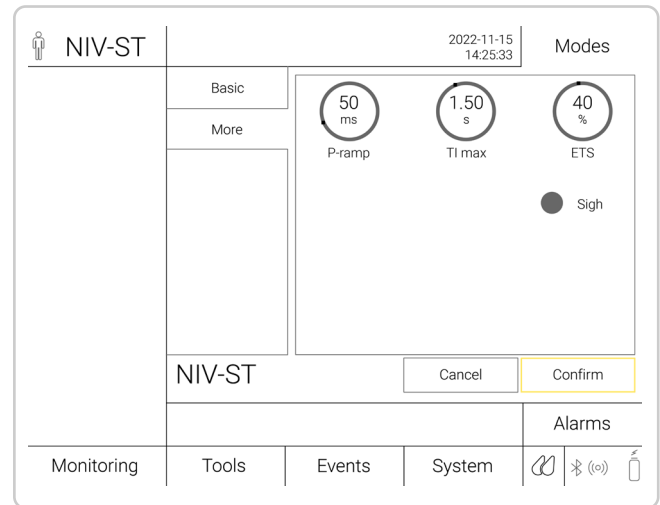 NIV-ST
2022-11-15
14:25:33
Modes
Basic
More
50
ms
P-ramp
1.50
s
TI max
40
%
ETS
Sigh
NIV-ST
Cancel
Confirm
Alarms
Monitoring
Tools
Events
System